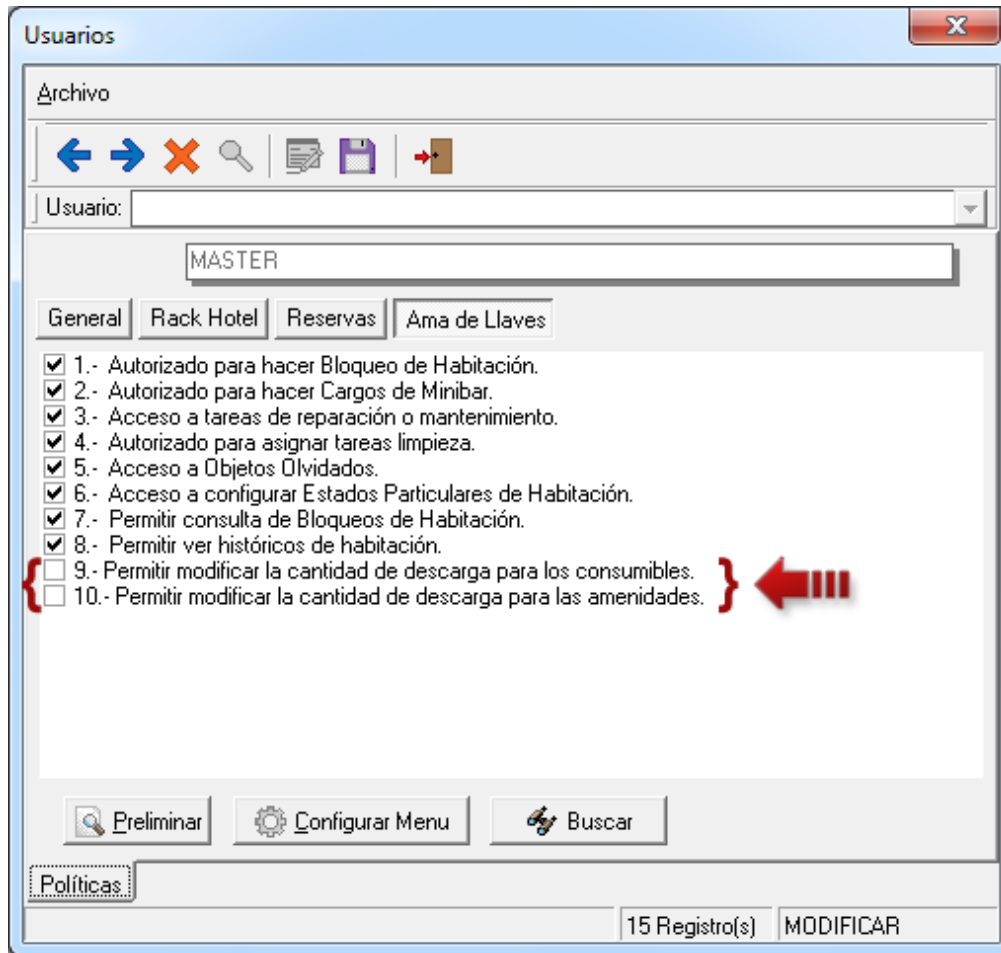 Usuarios
Archivo
Usuario:
MASTER
General Rack Hotel Reservas Ama de Llaves
1.- Autorizado para hacer Bloqueo de Habitación.
2.- Autorizado para hacer Cargos de Minibar.
3.- Acceso a tareas de reparación o mantenimiento.
4.- Autorizado para asignar tareas limpieza.
5.- Acceso a Objetos Olvidados.
6.- Acceso a configurar Estados Particulares de Habitación.
7.- Permitir consulta de Bloqueos de Habitación.
8.- Permitir ver históricos de habitación.
9.- Permitir modificar la cantidad de descarga para los consumibles.
10.- Permitir modificar la cantidad de descarga para las amenidades.
Preliminar Configurar Menu Buscar
Políticas
15 Registro(s) MODIFICAR